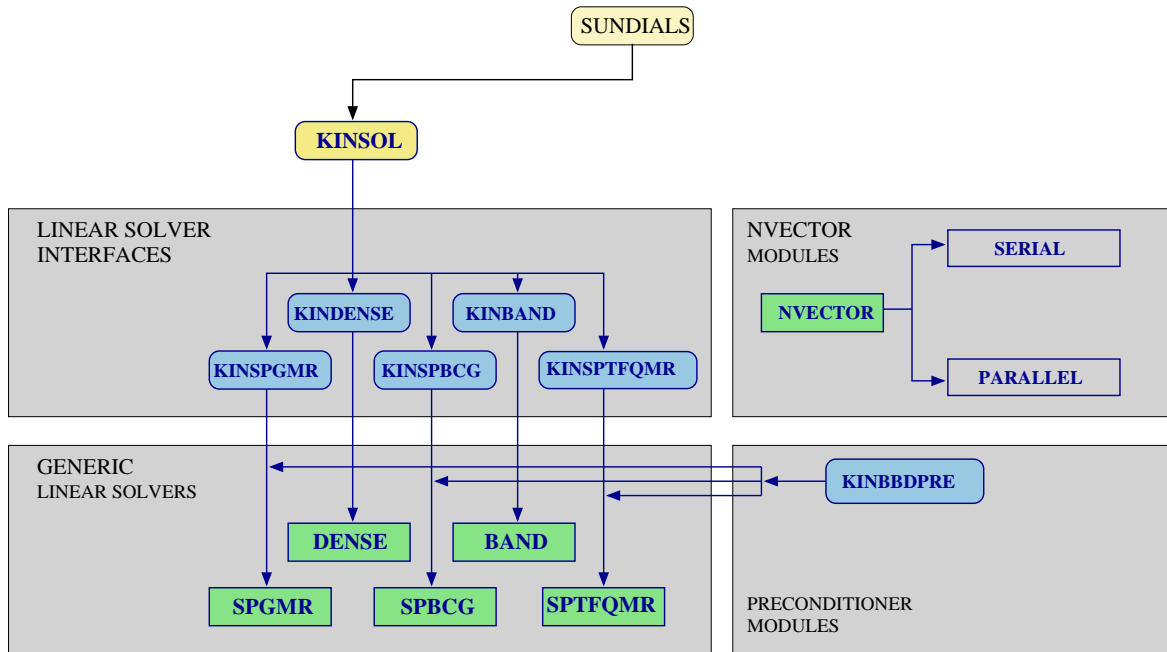 SUNDIALS
KINSOL
LINEAR SOLVER
INTERFACES
KINDENSE
KINBAND
KINSPGMR
KINSPBCG
KINSPTFQMR
NVECTOR
MODULES
SERIAL
NVECTOR
PARALLEL
GENERIC
LINEAR SOLVERS
DENSE
BAND
SPGMR
SPBCG
SPTFQMR
KINBBDPRE
PRECONDITIONER
MODULES